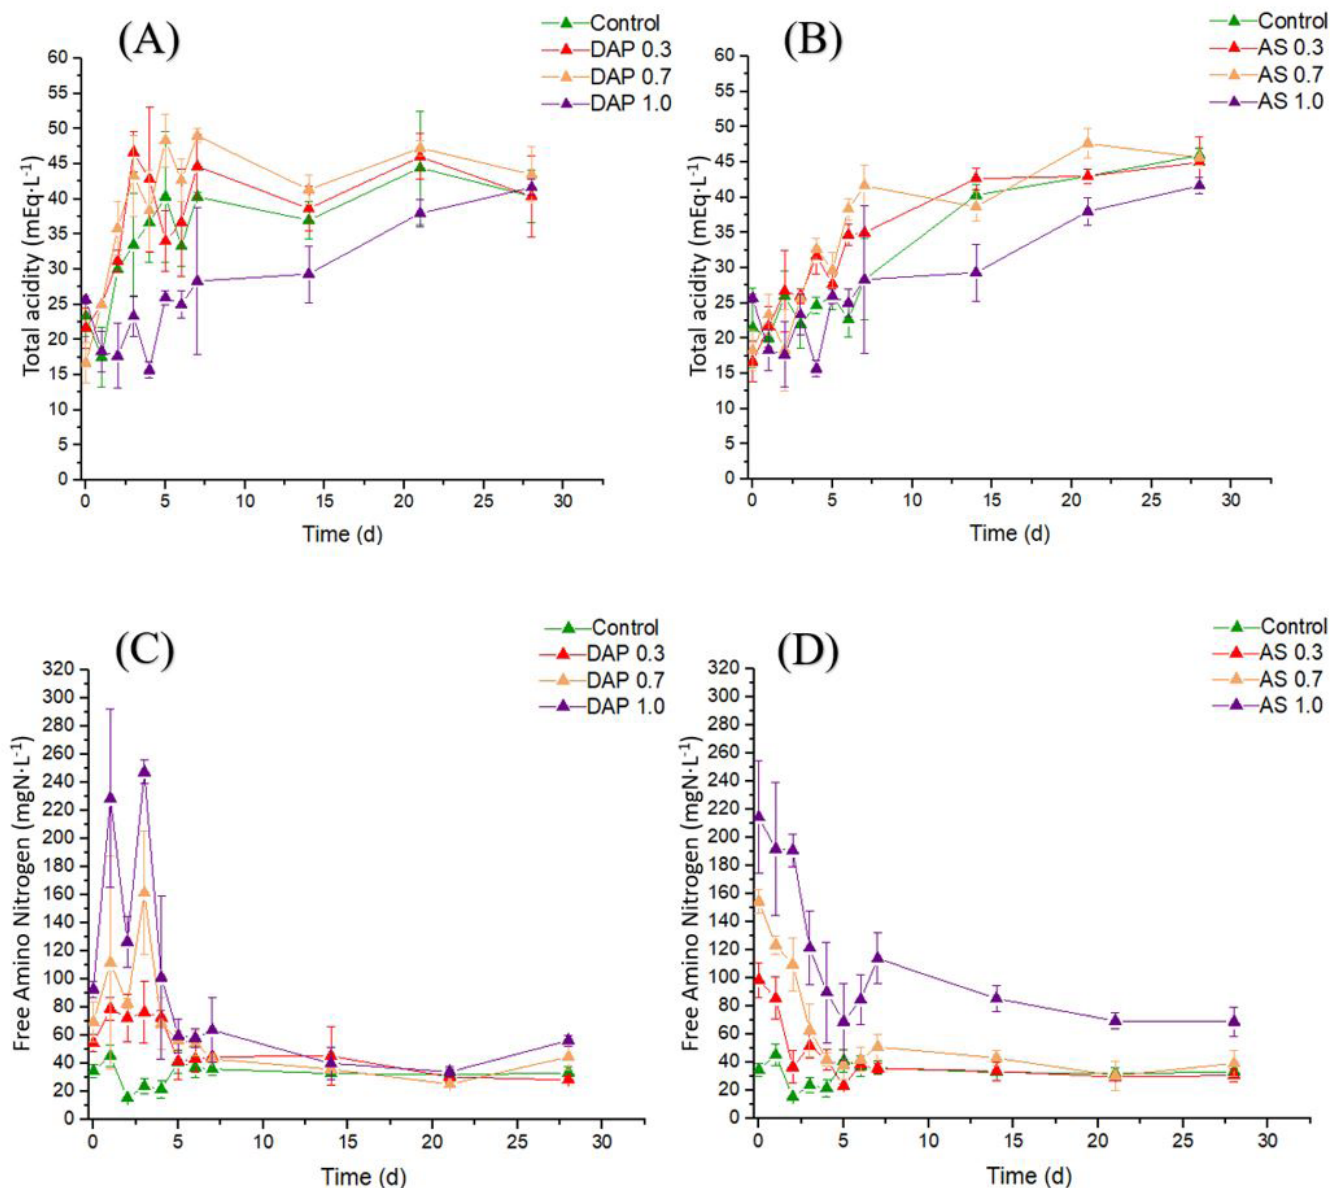 (A)
Control
DAP 0.3
DAP 0.7
DAP 1.0
Total acidity (mEq·L-1)
60
55
50
45
40
35
30
25
20
15
10
5
0
0 5 10 15 20 25 30
Time (d)
(B)
Control
AS 0.3
AS 0.7
AS 1.0
Total acidity (mEq·L-1)
60
55
50
45
40
35
30
25
20
15
10
5
0
0 5 10 15 20 25 30
Time (d)
(C)
Control
DAP 0.3
DAP 0.7
DAP 1.0
Free Amino Nitrogen (mgN·L-1)
320
300
280
260
240
220
200
180
160
140
120
100
80
60
40
20
0
0 5 10 15 20 25 30
Time (d)
(D)
Control
AS 0.3
AS 0.7
AS 1.0
Free Amino Nitrogen (mgN·L-1)
320
300
280
260
240
220
200
180
160
140
120
100
80
60
40
20
0
0 5 10 15 20 25 30
Time (d)